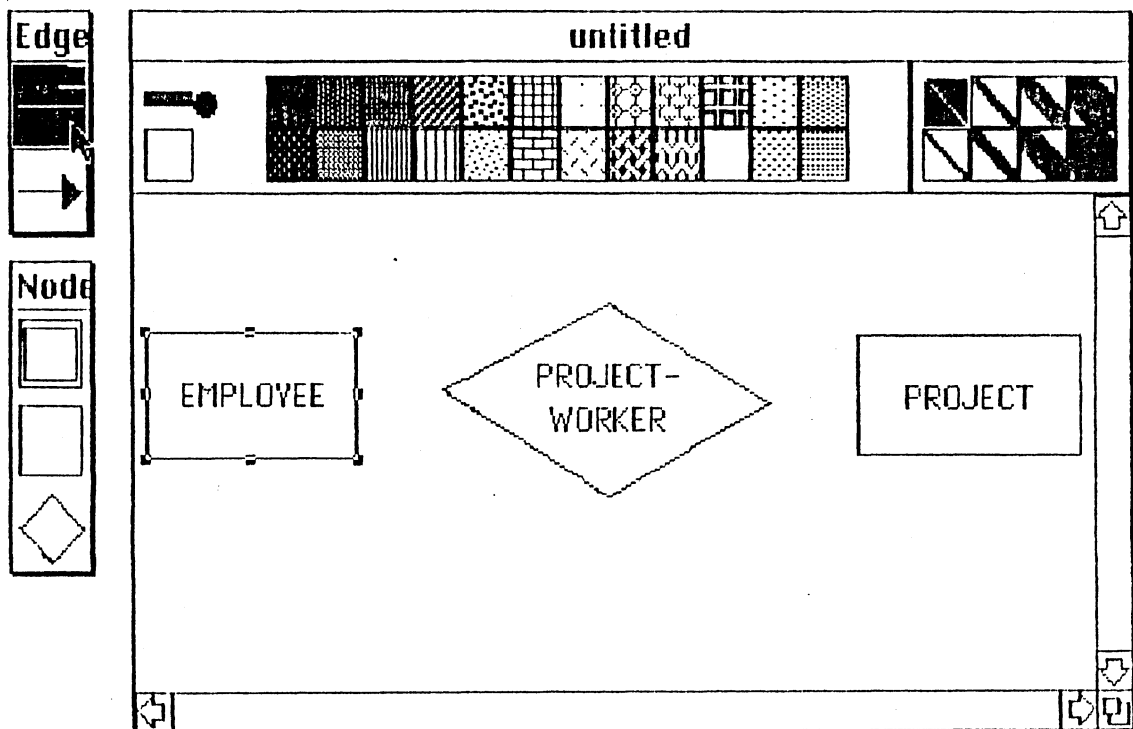 Edge
untitled
Node
EMPLOYEE
PROJECT-
WORKER
PROJECT